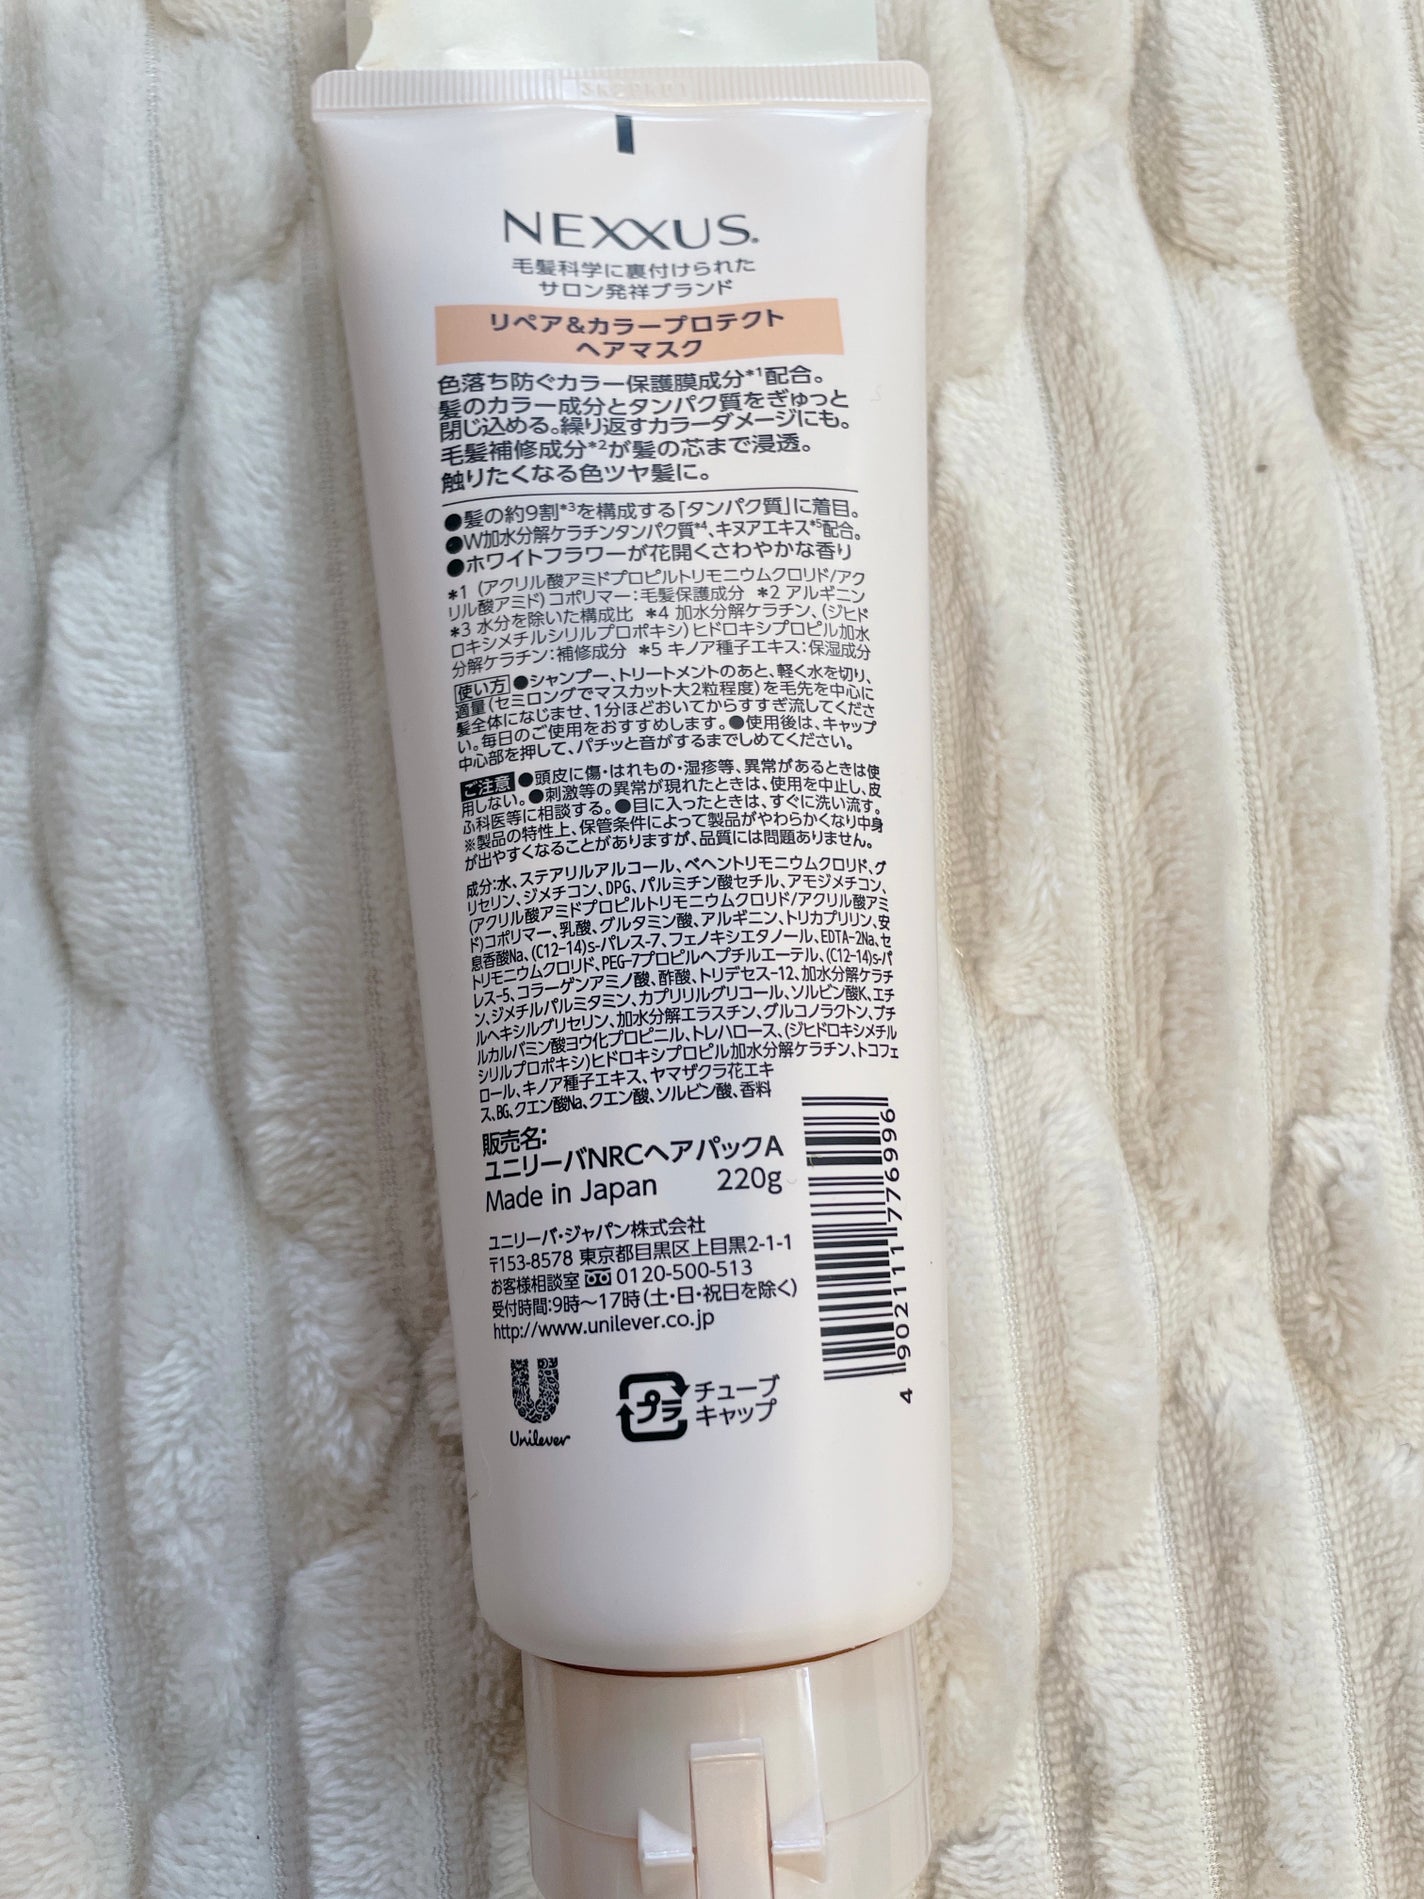 NEXXUS.
毛髪科学に裏付けられた
サロン発祥ブランド
リペア&カラープロテクト
ヘアマスク
色落ち防ぐカラー保護膜成分*1配合。
髪のカラー成分とタンパク質をぎゅっと
閉じ込める。繰り返すカラーダメージにも。
毛髪補修成分*2が髪の芯まで浸透。
触りたくなる色ツヤ髪に。
●髪の約9割*3を構成する「タンパク質」に着目。
●W加水分解ケラチンタンパク質*4、キヌアエキス*5配合。
●ホワイトフラワーが花開くさわやかな香り
*1 (アクリル酸アミドプロピルトリモニウムクロリド/アク
リル酸アミド)コポリマー:毛髪保護成分 *2 アルギニン
*3 水分を除いた構成比 *4 加水分解ケラチン、(ジヒド
ロキシメチルシリルプロポキシ)ヒドロキシプロピル加水
分解ケラチン:補修成分 *5 キノア種子エキス:保湿成分
使い方 ●シャンプー、トリートメントのあと、軽く水を切り、
適量(セミロングでマスカット大2粒程度)を毛先を中心に
髪全体になじませ、1分ほどおいてからすすぎ流してくださ
い。毎日のご使用をおすすめします。●使用後は、キャップ
中心部を押して、パチッと音がするまでしめてください。
ご注意 ●頭皮に傷・はれもの・湿疹等、異常があるときは使
用しない。●刺激等の異常が現れたときは、使用を中止し、皮
ふ科医等に相談する。●目に入ったときは、すぐに洗い流す。
※製品の特性上、保管条件によって製品がやわらかくなり中身
が出やすくなることがありますが、品質には問題ありません。
成分:水、ステアリルアルコール、ベヘントリモニウムクロリド、グ
リセリン、ジメチコン、DPG、パルミチン酸セチル、アモジメチコン、
(アクリル酸アミドプロピルトリモニウムクロリド/アクリル酸アミ
ド)コポリマー、乳酸、グルタミン酸、アルギニン、トリカプリリン、安
息香酸Na、(C12-14)s-パレス-7、フェノキシエタノール、EDTA-2Na、セ
トリモニウムクロリド、PEG-7プロピルヘプチルエーテル、(C12-14)s-パ
レス-5、コラーゲンアミノ酸、酢酸、トリデセス-12、加水分解ケラチ
ン、ジメチルパルミタミン、カプリリルグリコール、ソルビン酸K、エチ
ルヘキシルグリセリン、加水分解エラスチン、グルコノラクトン、ブチ
ルカルバミン酸ヨウ化プロピニル、トレハロース、(ジヒドロキシメチル
シリルプロポキシ)ヒドロキシプロピル加水分解ケラチン、トコフェ
ロール、キノア種子エキス、ヤマザクラ花エキ
ス、BG、クエン酸Na、クエン酸、ソルビン酸、香料
販売名:
ユニリーバNRCヘアパックA
Made in Japan 220g
ユニリーバ・ジャパン株式会社
〒153-8578 東京都目黒区上目黒2-1-1
お客様相談室 0120-500-513
受付時間:9時〜17時(土・日・祝日を除く)
http://www.unilever.co.jp
4 902111 776996
Unilever
プラ
チューブ
キャップ